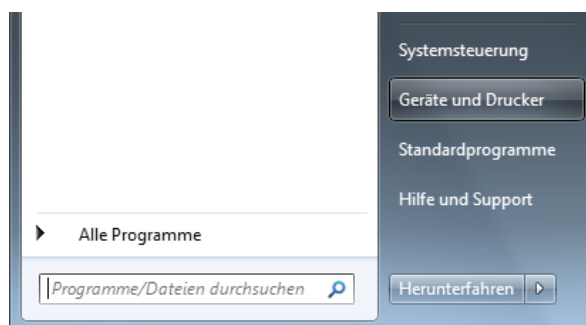 Systemsteuerung
Geräte und Drucker
Standardprogramme
Hilfe und Support
Alle Programme
Programme/Dateien durchsuchen
Herunterfahren